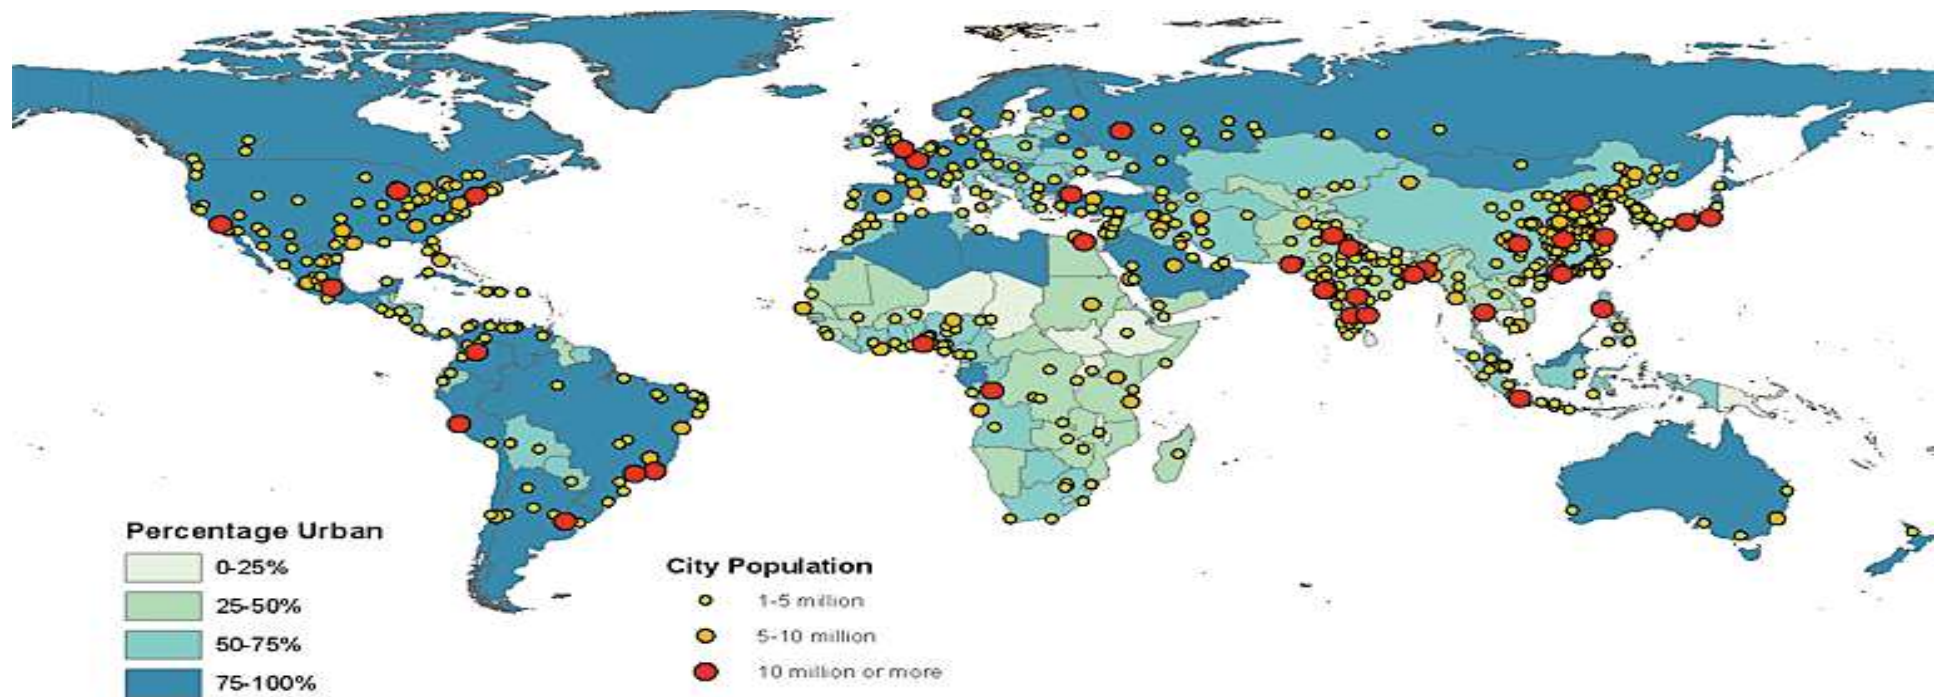 Percentage Urban
0-25%
25-50%
50-75%
75-100%
City Population
1-5 million
5-10 million
10 million or more